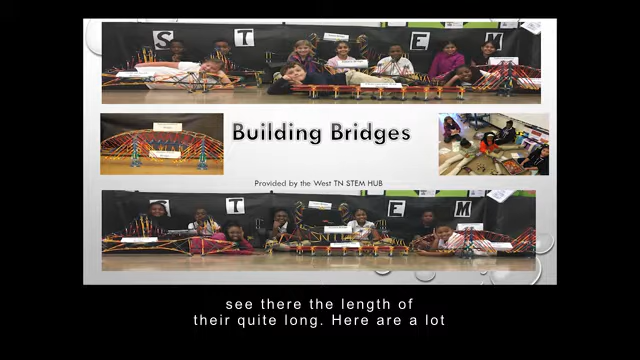 S T E M
Building Bridges
Provided by the West TN STEM HUB
S T E M
see there the length of
their quite long. Here are a lot